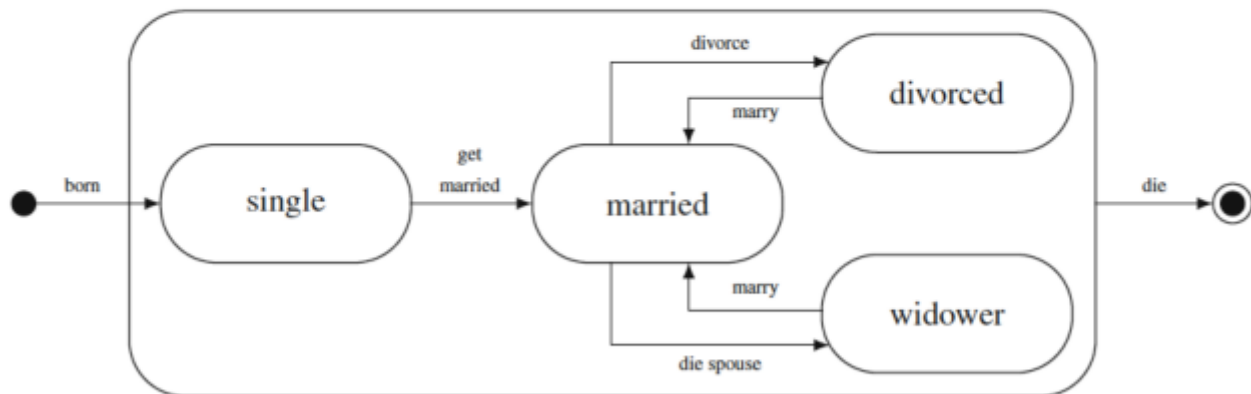 divorce
divorced
marry
get
married
born
single
married
die
marry
widower
die spouse